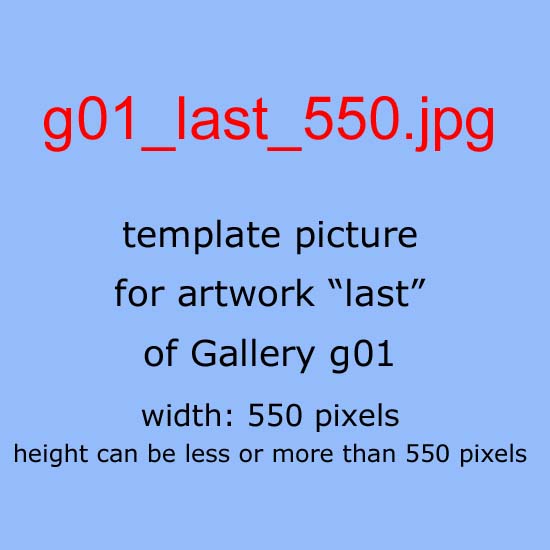 g01_last_550.jpg
template picture
for artwork “last”
of Gallery g01
width: 550 pixels
height can be less or more than 550 pixels